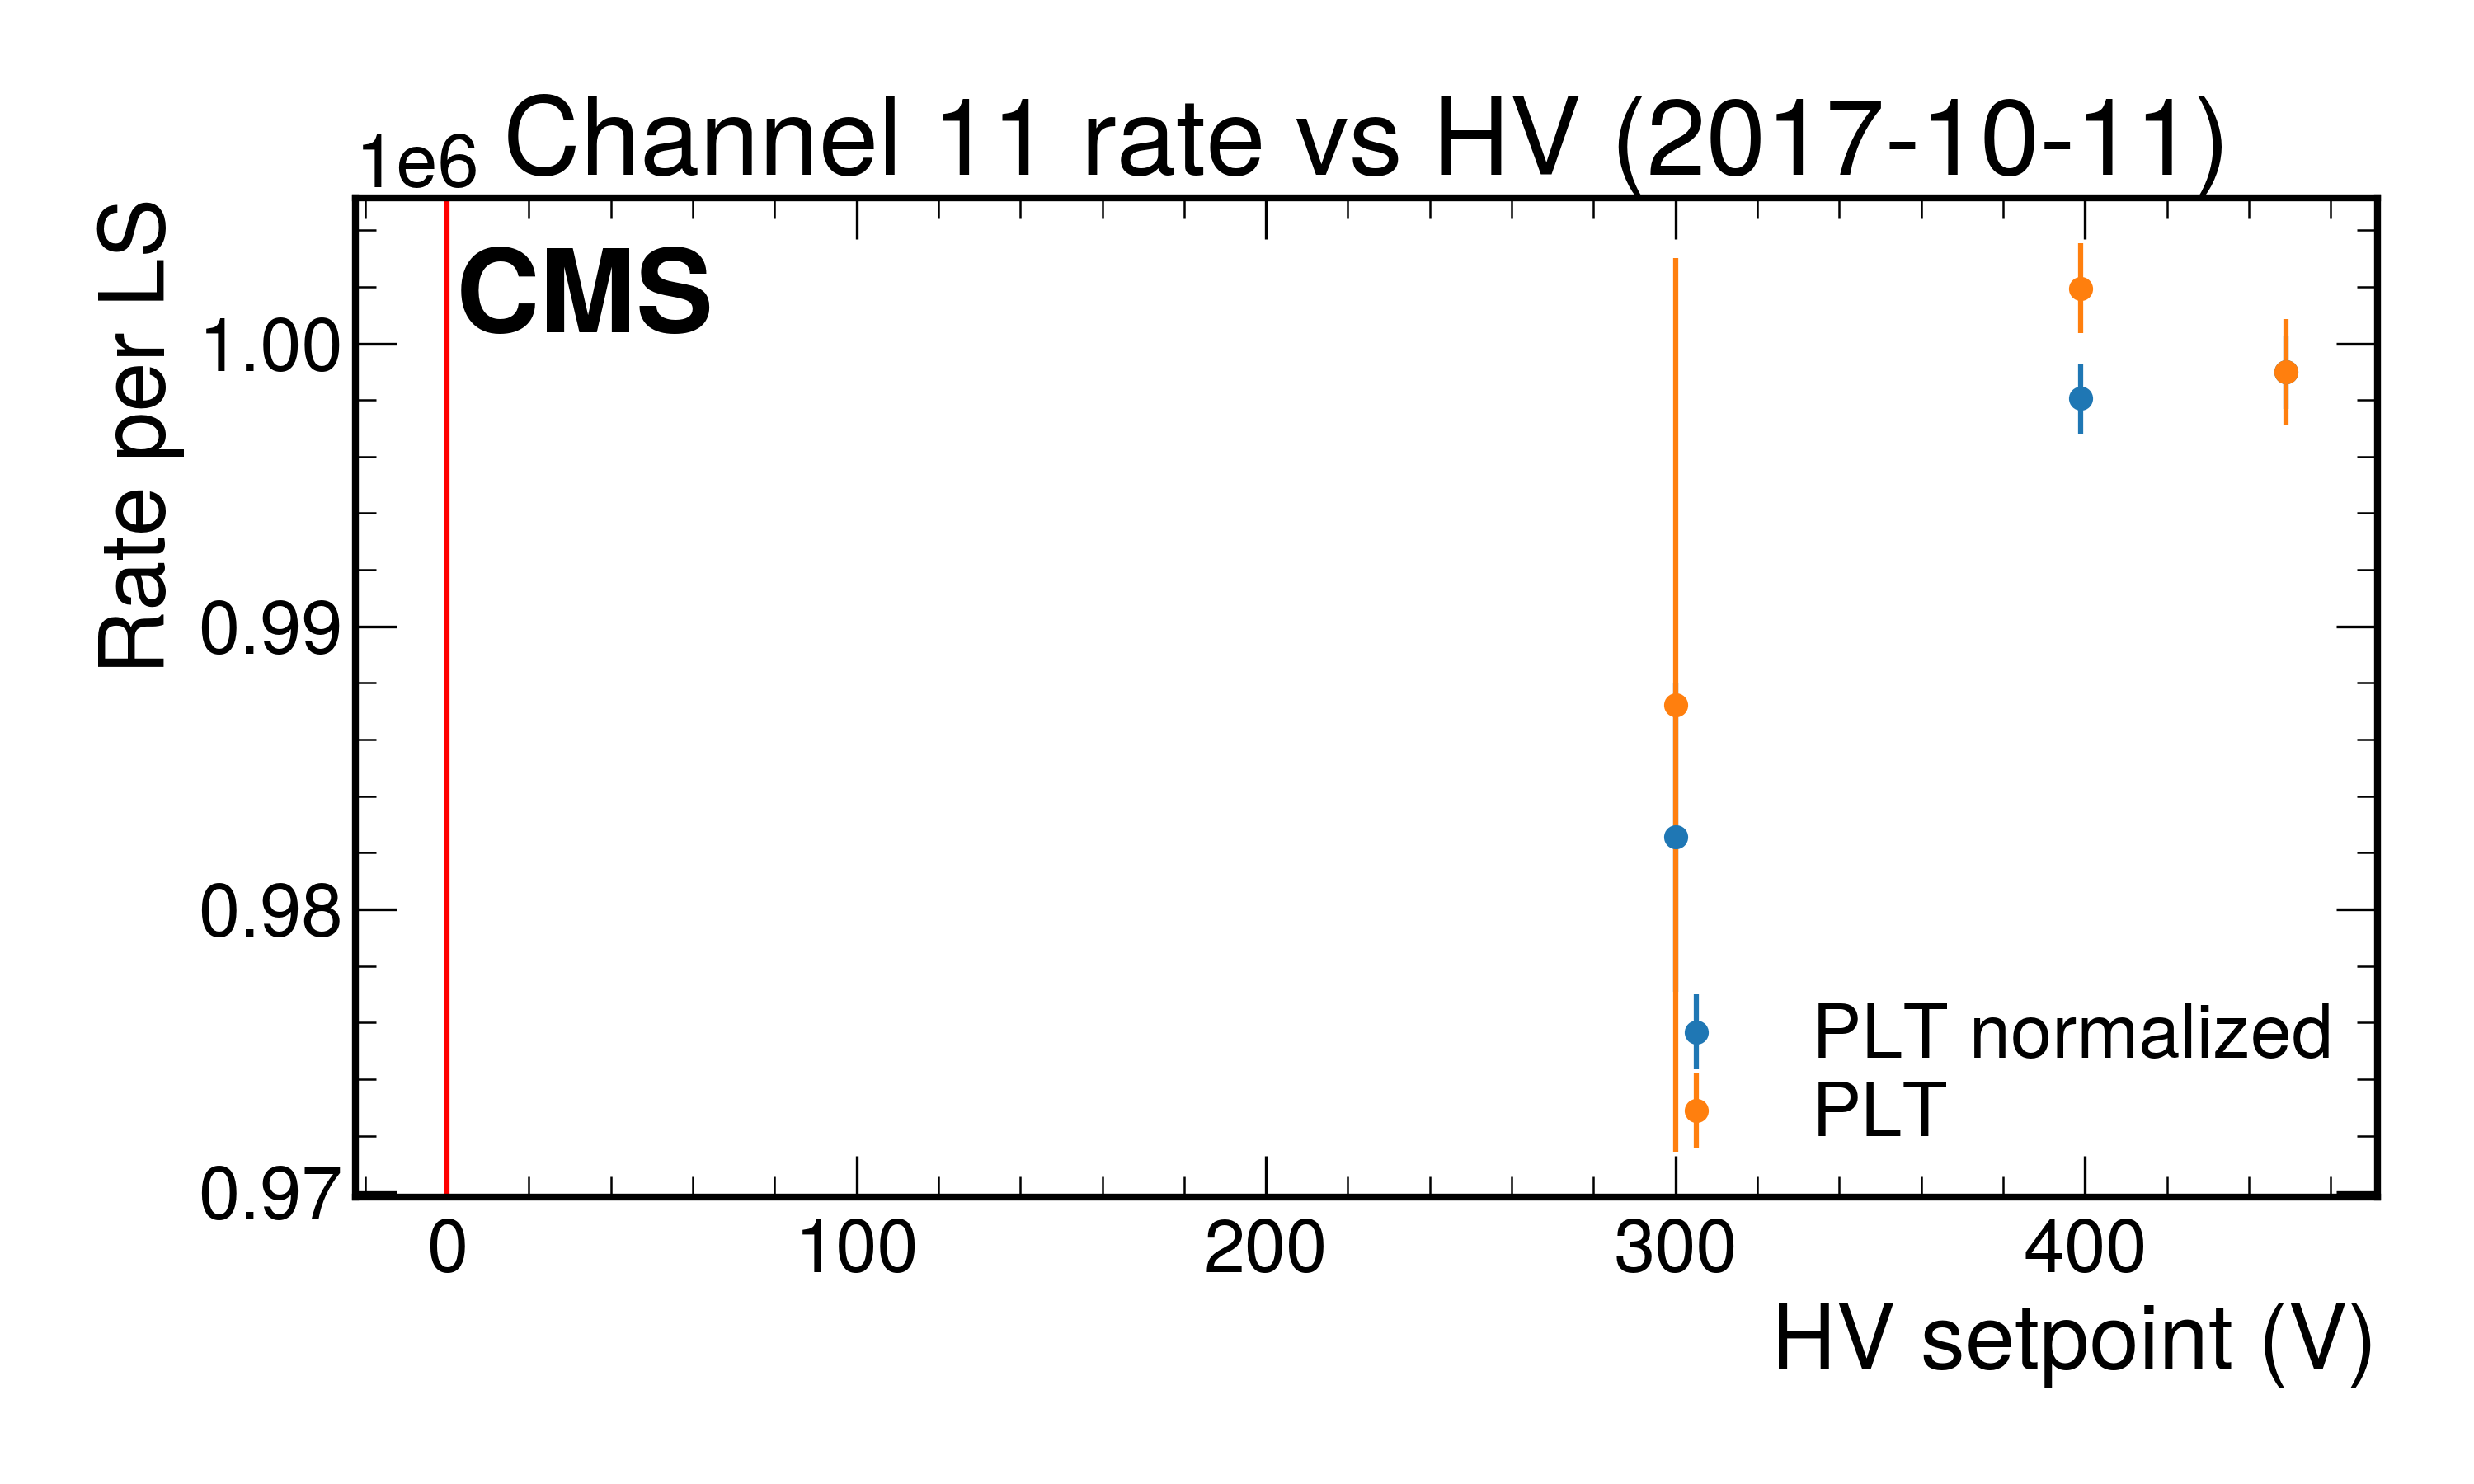 Channel 11 rate vs HV (2017-10-11)
1e6
Rate per LS
CMS
1.00
0.99
0.98
0.97
PLT normalized
PLT
0 100 200 300 400
HV setpoint (V)